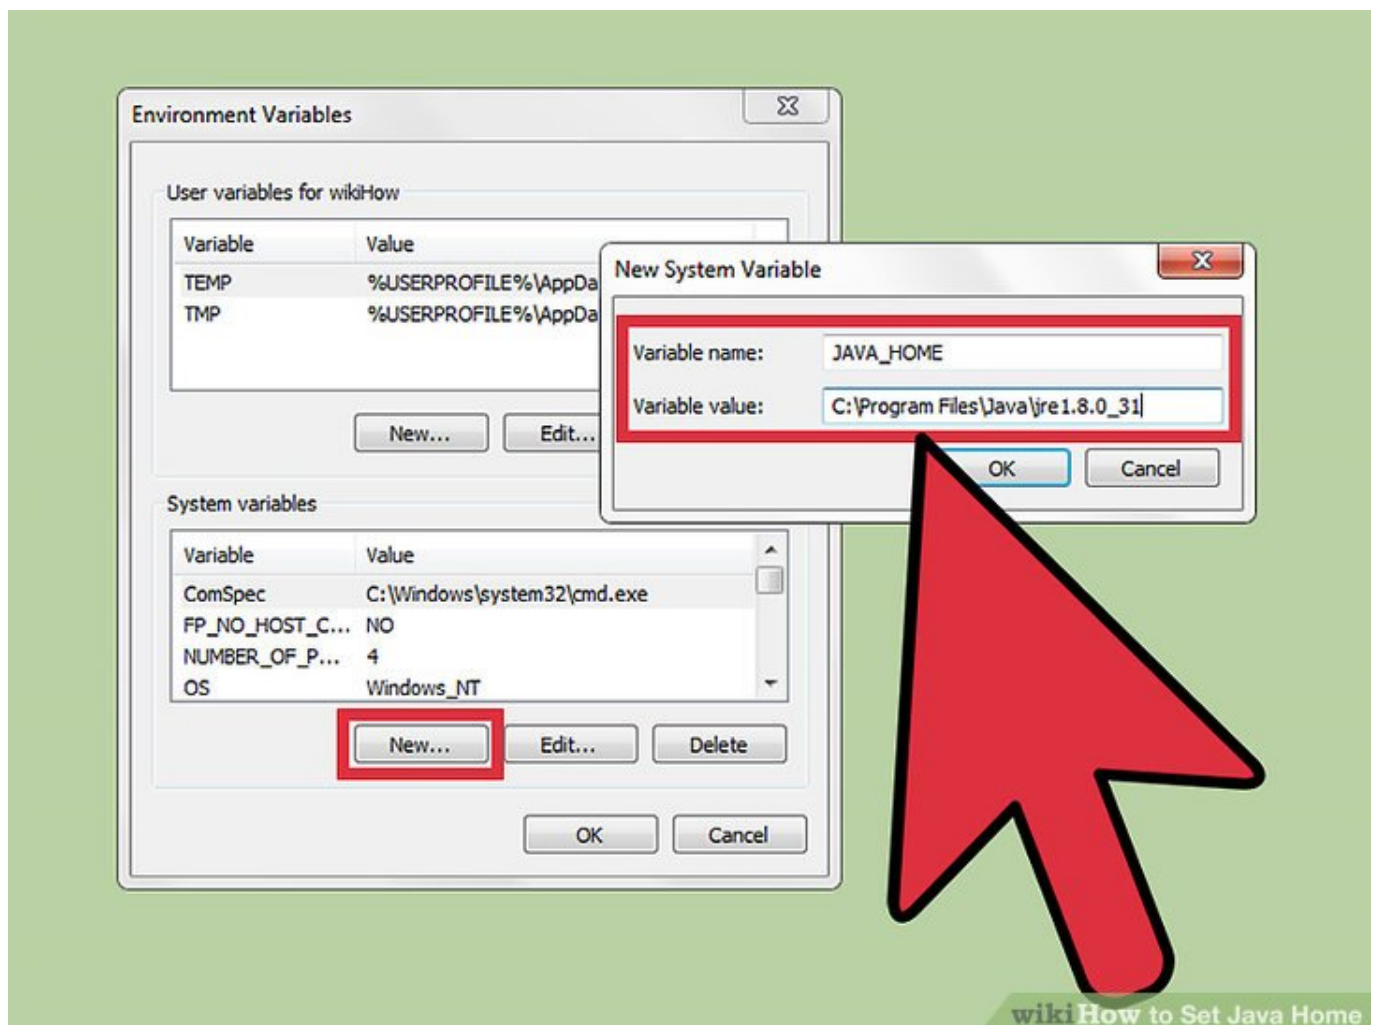 Environment Variables
User variables for wikiHow
Variable Value
TEMP %USERPROFILE%\AppDa
TMP %USERPROFILE%\AppDa
New... Edit...
New System Variable
Variable name: JAVA_HOME
Variable value: C:\Program Files\Java\jre1.8.0_31
OK Cancel
System variables
Variable Value
ComSpec C:\Windows\system32\cmd.exe
FP_NO_HOST_C... NO
NUMBER_OF_P... 4
OS Windows_NT
New... Edit... Delete
OK Cancel
wikiHow to Set Java Home